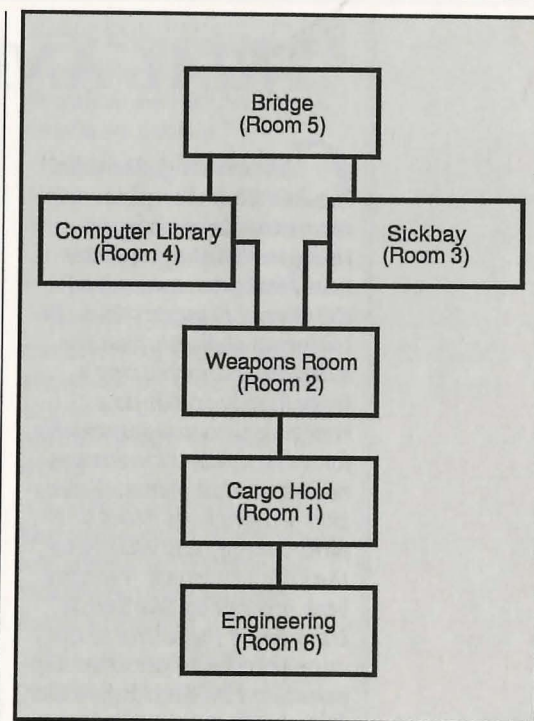 Bridge
(Room 5)
Computer Library
(Room 4)
Sickbay
(Room 3)
Weapons Room
(Room 2)
Cargo Hold
(Room 1)
Engineering
(Room 6)